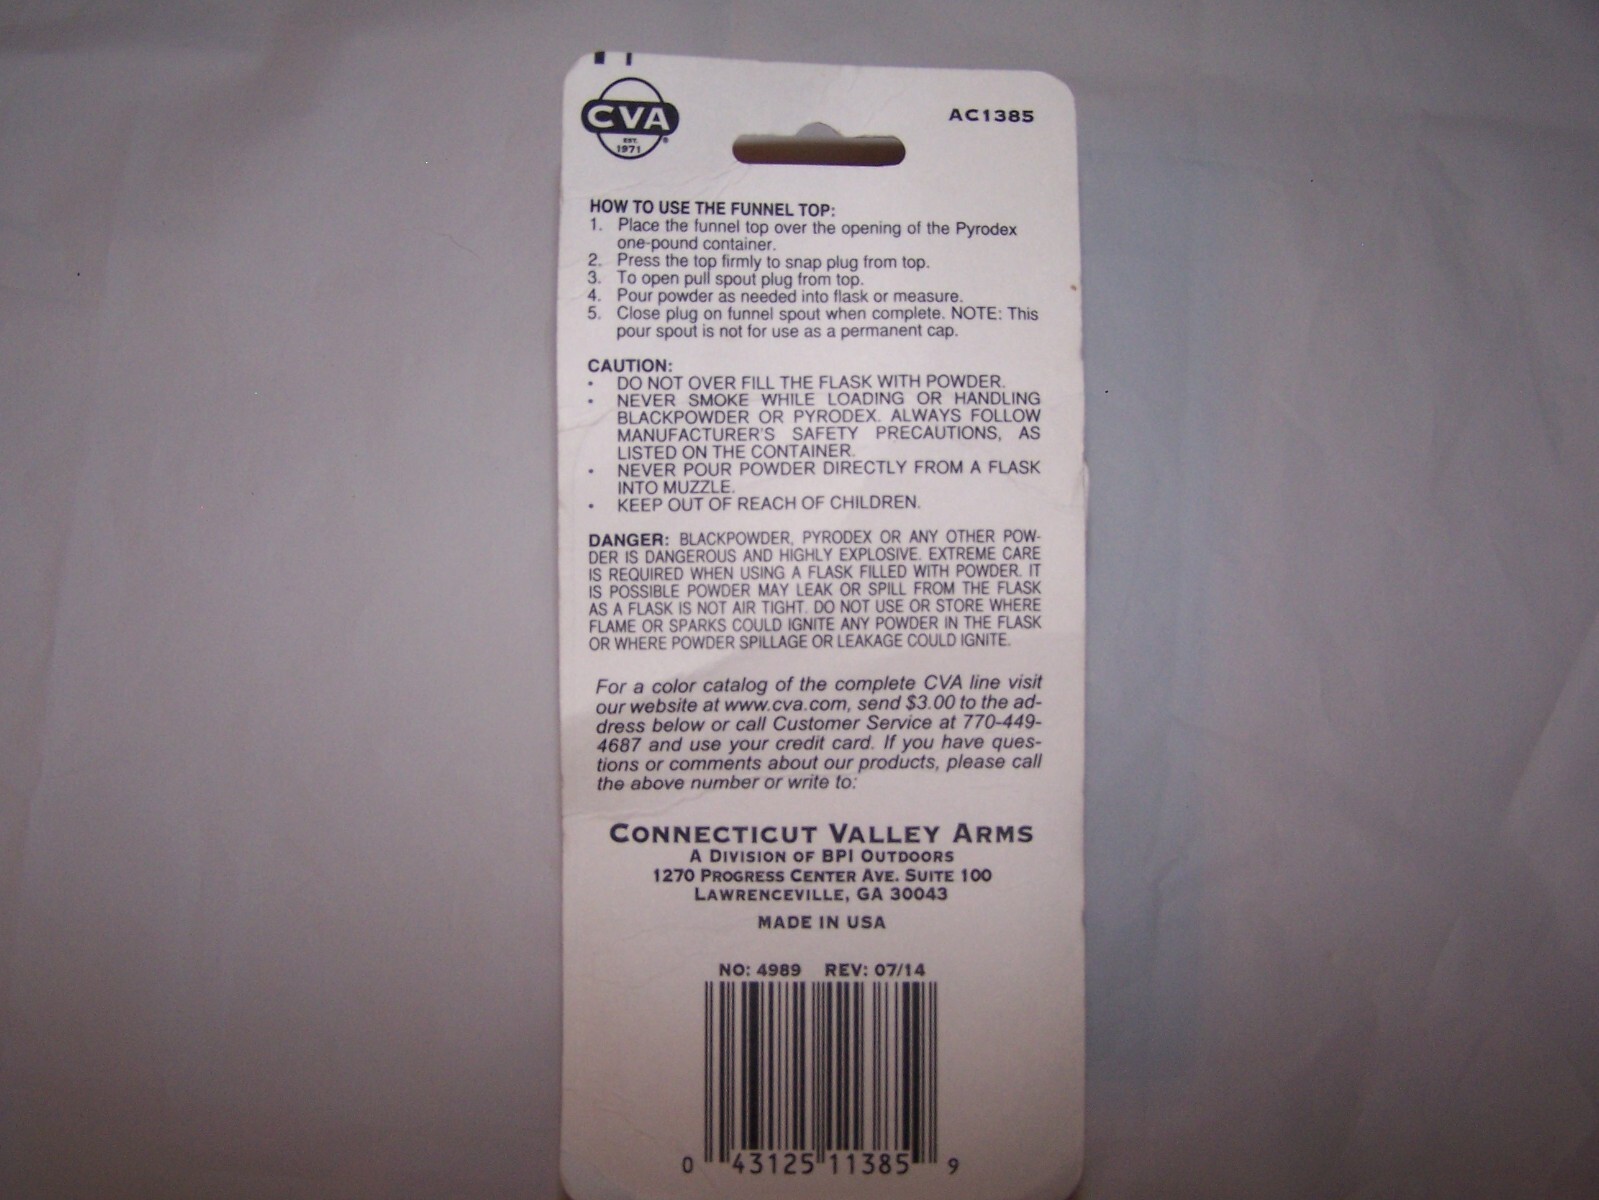 CVA
EST.
1971
®
AC1385
HOW TO USE THE FUNNEL TOP:
1. Place the funnel top over the opening of the Pyrodex
one-pound container.
2. Press the top firmly to snap plug from top.
3. To open pull spout plug from top.
4. Pour powder as needed into flask or measure.
5. Close plug on funnel spout when complete. NOTE: This
pour spout is not for use as a permanent cap.
CAUTION:
• DO NOT OVER FILL THE FLASK WITH POWDER.
• NEVER SMOKE WHILE LOADING OR HANDLING
BLACKPOWDER OR PYRODEX. ALWAYS FOLLOW
MANUFACTURER'S SAFETY PRECAUTIONS, AS
LISTED ON THE CONTAINER.
• NEVER POUR POWDER DIRECTLY FROM A FLASK
INTO MUZZLE.
• KEEP OUT OF REACH OF CHILDREN.
DANGER: BLACKPOWDER, PYRODEX OR ANY OTHER POW-
DER IS DANGEROUS AND HIGHLY EXPLOSIVE. EXTREME CARE
IS REQUIRED WHEN USING A FLASK FILLED WITH POWDER. IT
IS POSSIBLE POWDER MAY LEAK OR SPILL FROM THE FLASK
AS A FLASK IS NOT AIR TIGHT. DO NOT USE OR STORE WHERE
FLAME OR SPARKS COULD IGNITE ANY POWDER IN THE FLASK
OR WHERE POWDER SPILLAGE OR LEAKAGE COULD IGNITE.
For a color catalog of the complete CVA line visit
our website at www.cva.com, send $3.00 to the ad-
dress below or call Customer Service at 770-449-
4687 and use your credit card. If you have ques-
tions or comments about our products, please call
the above number or write to:
CONNECTICUT VALLEY ARMS
A DIVISION OF BPI OUTDOORS
1270 PROGRESS CENTER AVE. SUITE 100
LAWRENCEVILLE, GA 30043
MADE IN USA
NO: 4989 REV: 07/14
0 43125 11385 9